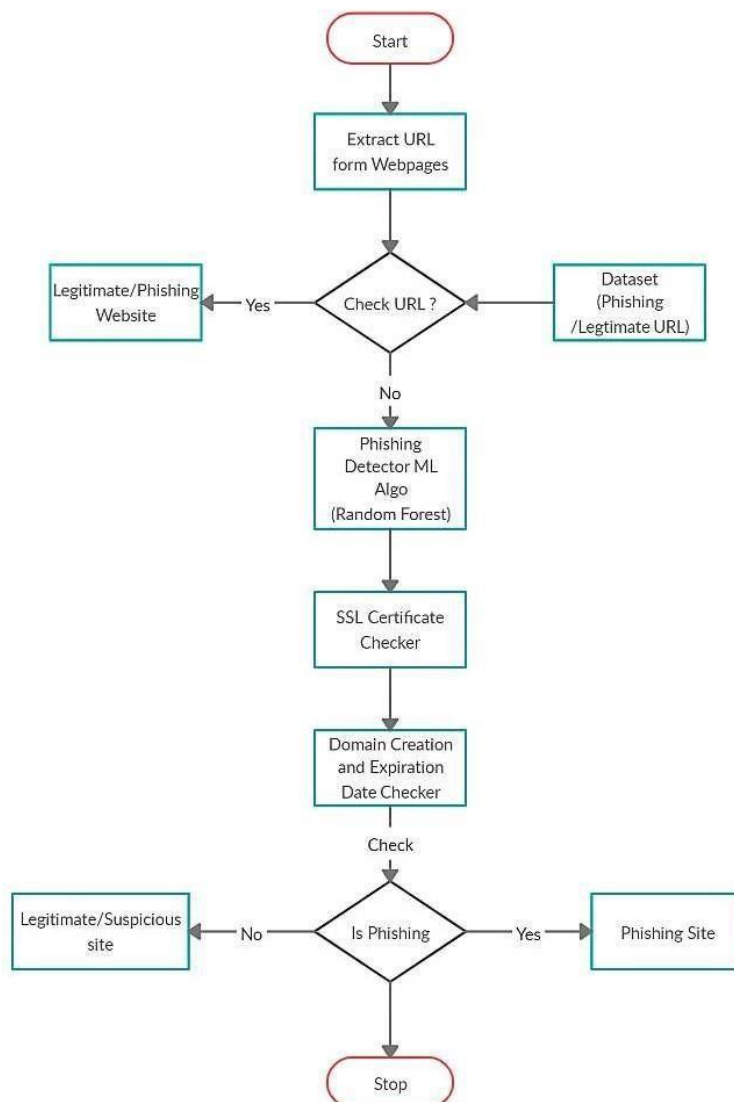 Start
Extract URL
form Webpages
Legitimate/Phishing
Website
Yes
Check URL ?
Dataset
(Phishing
/Legtimate URL)
No
Phishing
Detector ML
Algo
(Random Forest)
SSL Certificate
Checker
Domain Creation
and Expiration
Date Checker
Check
Legitimate/Suspicious
site
No
Is Phishing
Yes
Phishing Site
Stop